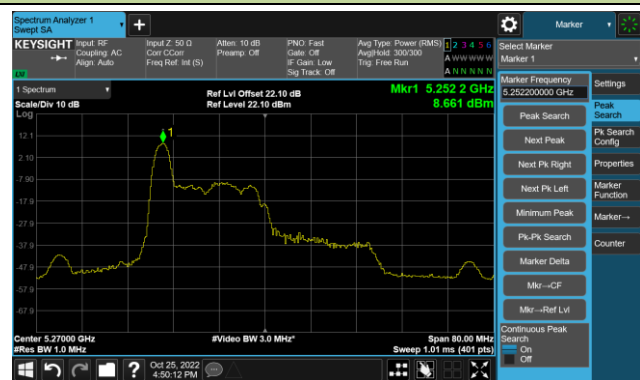 Spectrum Analyzer 1
Swept SA
Marker
KEYSIGHT
Input: RF
Coupling: AC
Align: Auto
Input Z: 50 Ω
Corr CCorr
Freq Ref: Int (S)
Atten: 10 dB
Preamp: Off
PNO: Fast
Gate: Off
IF Gain: Low
Sig Track: Off
Avg Type: Power (RMS)
Avg|Hold: 300/300
Trig: Free Run
1 2 3 4 5 6
A W W W W W
A N N N N N
Select Marker
Marker 1
Marker Frequency
5.252200000 GHz
Settings
1 Spectrum
Scale/Div 10 dB
Ref Lvl Offset 22.10 dB
Ref Level 22.10 dBm
Mkr1 5.252 2 GHz
8.661 dBm
Log
1
12.1
2.10
-7.90
-17.9
-27.9
-37.9
-47.9
-57.9
-67.9
Peak Search
Next Peak
Next Pk Right
Next Pk Left
Minimum Peak
Pk-Pk Search
Marker Delta
Mkr→CF
Mkr→Ref Lvl
Continuous Peak
Search
On
Off
Peak
Search
Pk Search
Config
Properties
Marker
Function
Marker→
Counter
Center 5.27000 GHz
#Res BW 1.0 MHz
#Video BW 3.0 MHz*
Span 80.00 MHz
Sweep 1.01 ms (401 pts)
Oct 25, 2022
4:50:12 PM